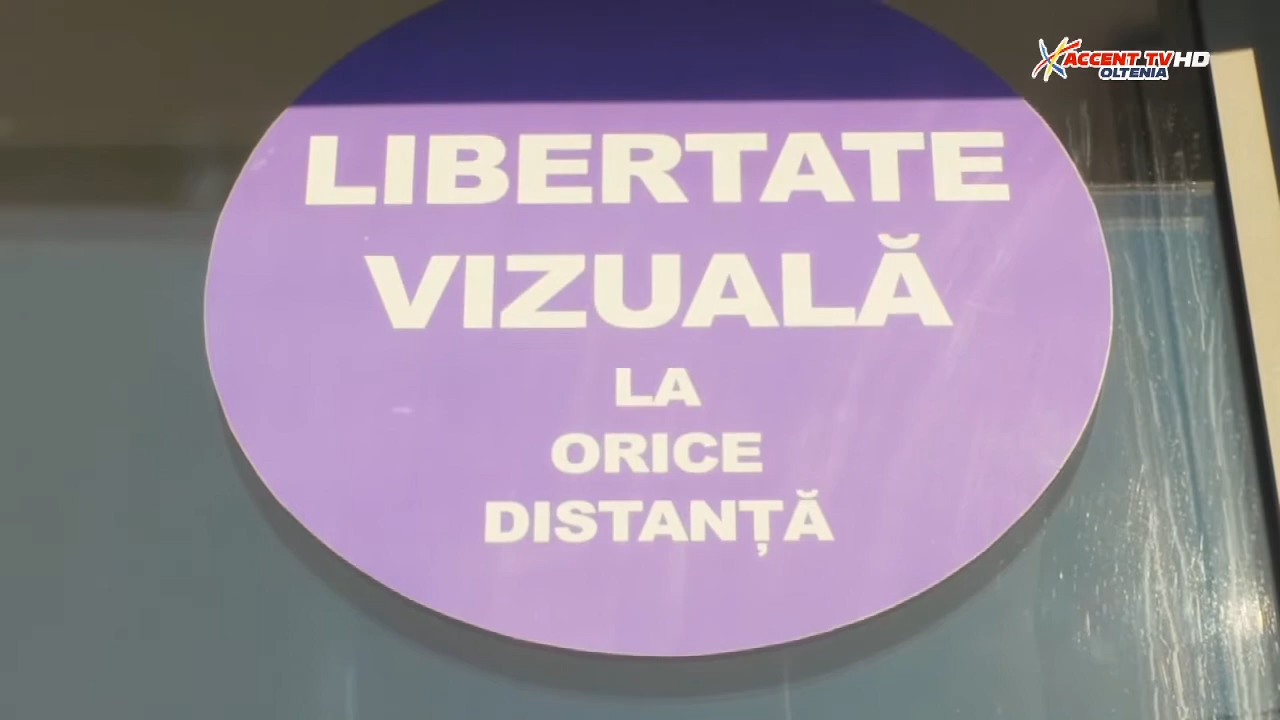 ACCENT TV HD
OLTENIA
LIBERTATE
VIZUALĂ
LA
ORICE
DISTANȚĂ